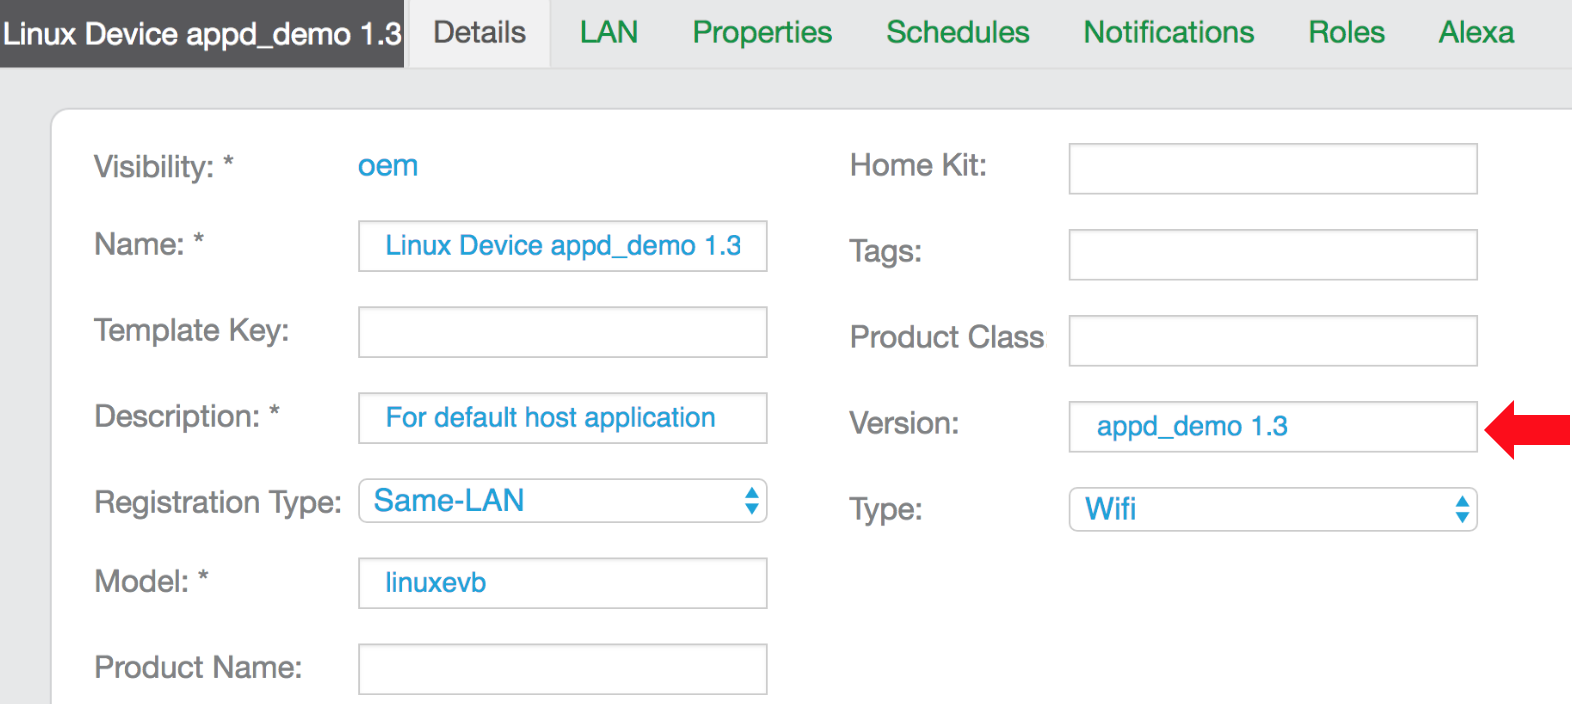 Linux Device appd_demo 1.3 Details LAN Properties Schedules Notifications Roles Alexa
Visibility: * oem
Name: * Linux Device appd_demo 1.3
Template Key:
Description: * For default host application
Registration Type: Same-LAN
Model: * linuxevb
Product Name:
Home Kit:
Tags:
Product Class:
Version: appd_demo 1.3
Type: Wifi